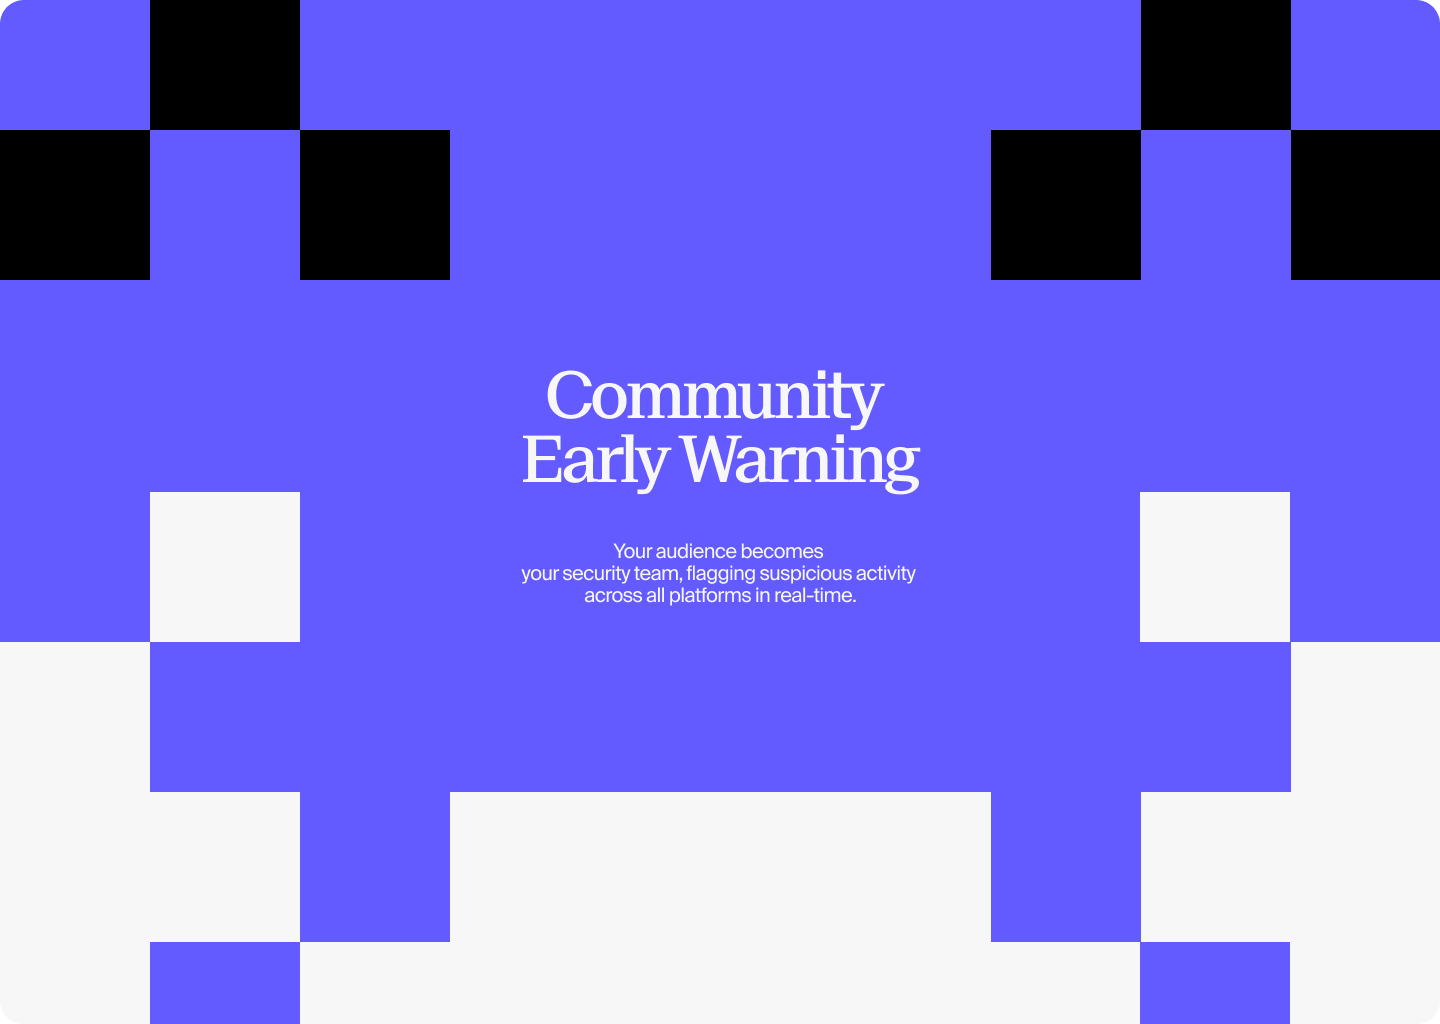 Community
Early Warning
Your audience becomes
your security team, flagging suspicious activity
across all platforms in real-time.